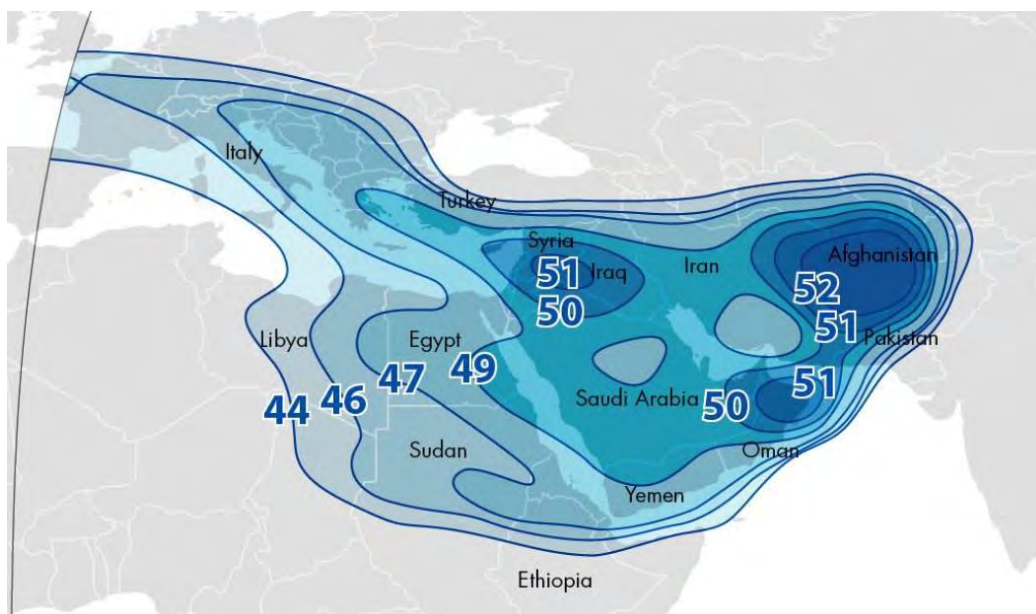 Italy
Turkey
Syria
51 Iraq
Iran
Afghanistan
50
52
51
Pakistan
Libya
Egypt
49
47
46
44
Saudi Arabia
50
51
Sudan
Oman
Yemen
Ethiopia